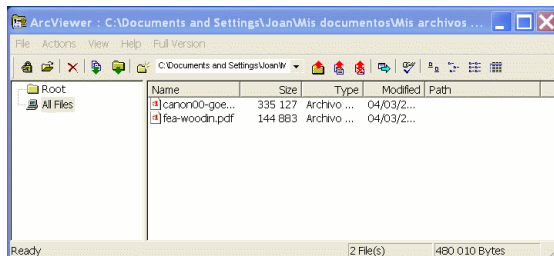 ArcViewer : C:\Documents and Settings\Joan\Mis documentos\Mis archivos ...
File Actions View Help Full Version
C:\Documents and Settings\Joan\M
Root
All Files
Name Size Type Modified Path
canon00-goe... 335 127 Archivo ... 04/03/2...
fea-woodin.pdf 144 883 Archivo ... 04/03/2...
Ready 2 File(s) 480 010 Bytes